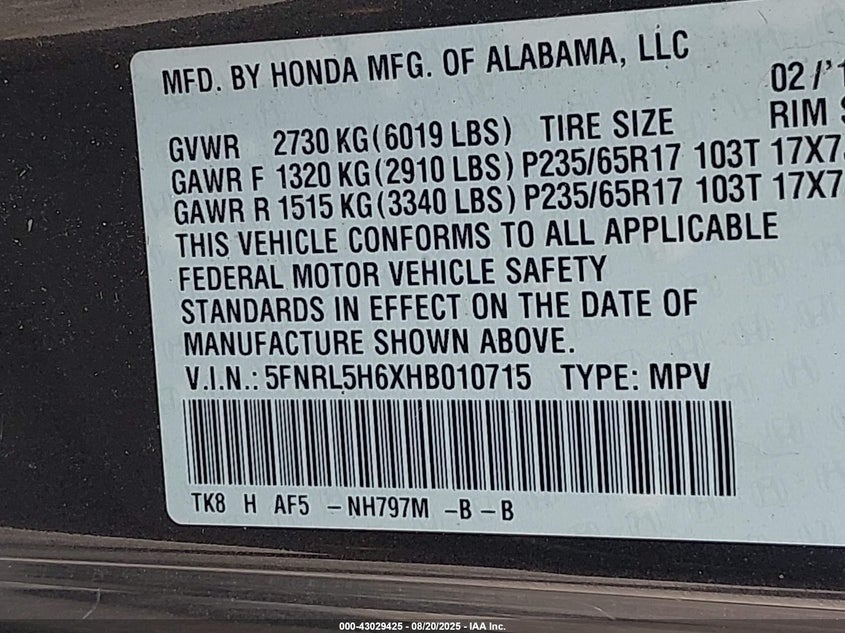 MFD. BY HONDA MFG. OF ALABAMA, LLC
02/'1
GVWR 2730 KG(6019 LBS) TIRE SIZE RIM
GAWR F 1320 KG(2910 LBS) P235/65R17 103T 17X7
GAWR R 1515 KG(3340 LBS) P235/65R17 103T 17X7
THIS VEHICLE CONFORMS TO ALL APPLICABLE
FEDERAL MOTOR VEHICLE SAFETY
STANDARDS IN EFFECT ON THE DATE OF
MANUFACTURE SHOWN ABOVE.
V.I.N.: 5FNRL5H6XHB010715 TYPE: MPV
TK8 H AF5 -NH797M -B-B
000-43029425 - 08/20/2025 - IAA Inc.